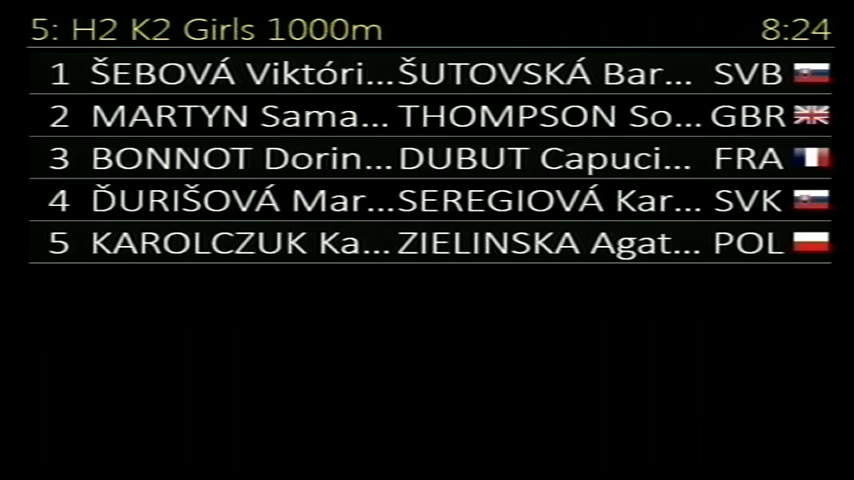 5: H2 K2 Girls 1000m 8:24
1 ŠEBOVÁ Viktóri... ŠUTOVSKÁ Bar... SVB
2 MARTYN Sama... THOMPSON So... GBR
3 BONNOT Dorin... DUBUT Capuci... FRA
4 ĎURIŠOVÁ Mar... SEREGIOVÁ Kar... SVK
5 KAROLCZUK Ka... ZIELINSKA Agat... POL